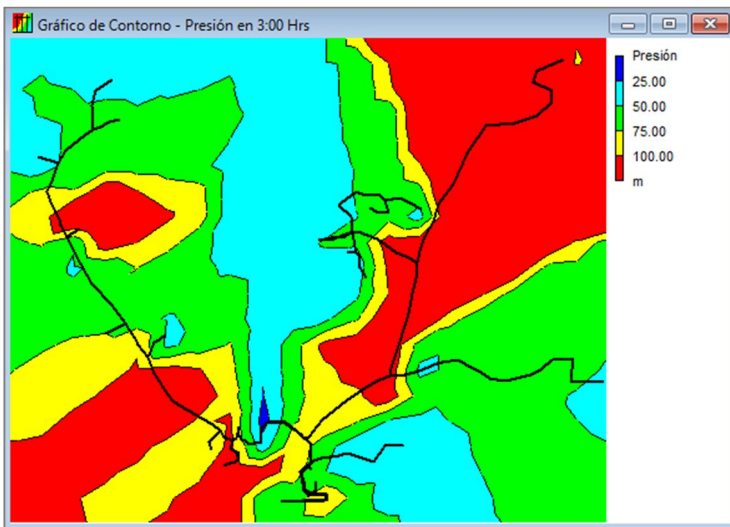 Gráfico de Contorno - Presión en 3:00 Hrs
Presión
25.00
50.00
75.00
100.00
m